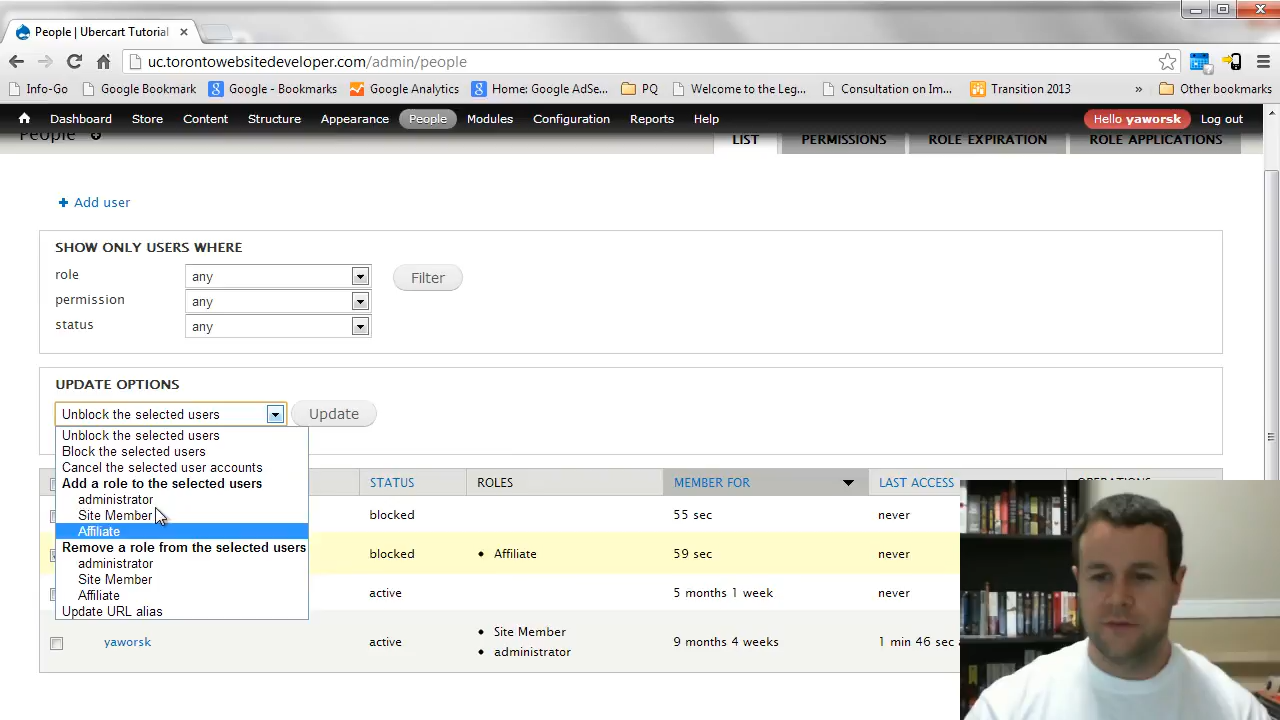 People | Ubercart Tutorial
uc.torontowebsitedeveloper.com/admin/people
Info-Go Google Bookmark Google - Bookmarks Google Analytics Home: Google AdSe... PQ Welcome to the Leg... Consultation on Im... Transition 2013 » Other bookmarks
Dashboard Store Content Structure Appearance People Modules Configuration Reports Help Hello yaworsk Log out
People LIST PERMISSIONS ROLE EXPIRATION ROLE APPLICATIONS
+ Add user
SHOW ONLY USERS WHERE
role any Filter
permission any
status any
UPDATE OPTIONS
Unblock the selected users Update
Unblock the selected users
Block the selected users
Cancel the selected user accounts
Add a role to the selected users
administrator
Site Member
Affiliate
Remove a role from the selected users
administrator
Site Member
Affiliate
Update URL alias
STATUS ROLES MEMBER FOR LAST ACCESS OPERATIONS
blocked 55 sec never
blocked • Affiliate 59 sec never
active 5 months 1 week never
yaworsk active • Site Member 9 months 4 weeks 1 min 46 sec a
• administrator